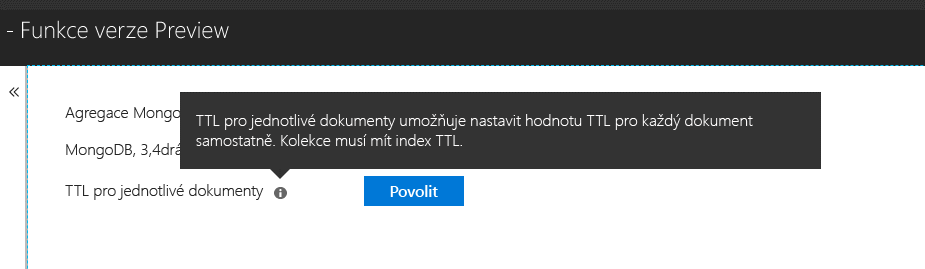 - Funkce verze Preview
«
Agregace Mongo
TTL pro jednotlivé dokumenty umožňuje nastavit hodnotu TTL pro každý dokument
samostatně. Kolekce musí mít index TTL.
MongoDB, 3,4drá
TTL pro jednotlivé dokumenty
Povolit